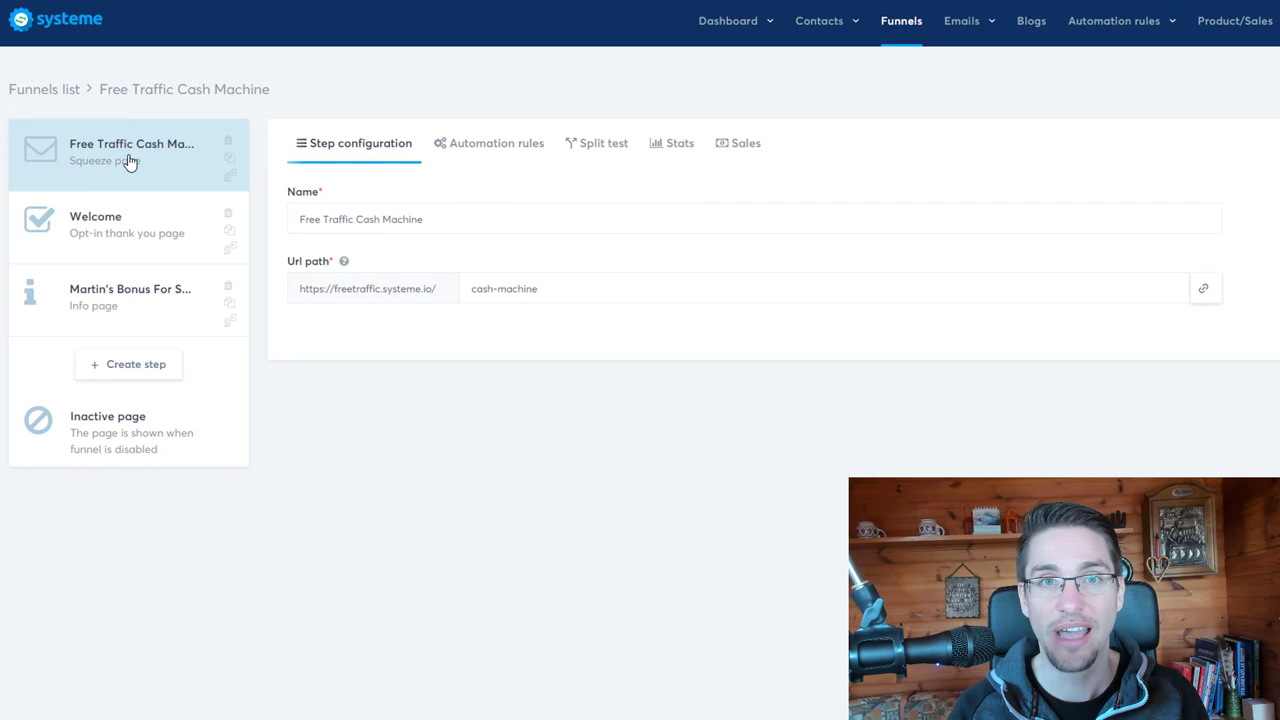 systeme
Dashboard
Contacts
Funnels
Emails
Blogs
Automation rules
Product/Sales
Funnels list > Free Traffic Cash Machine
Free Traffic Cash Ma...
Squeeze
Welcome
Opt-in thank you page
Martin's Bonus For S...
Info page
+ Create step
Inactive page
The page is shown when
funnel is disabled
Step configuration
Automation rules
Split test
Stats
Sales
Name*
Free Traffic Cash Machine
Url path* ?
https://freetraffic.systeme.io/
cash-machine